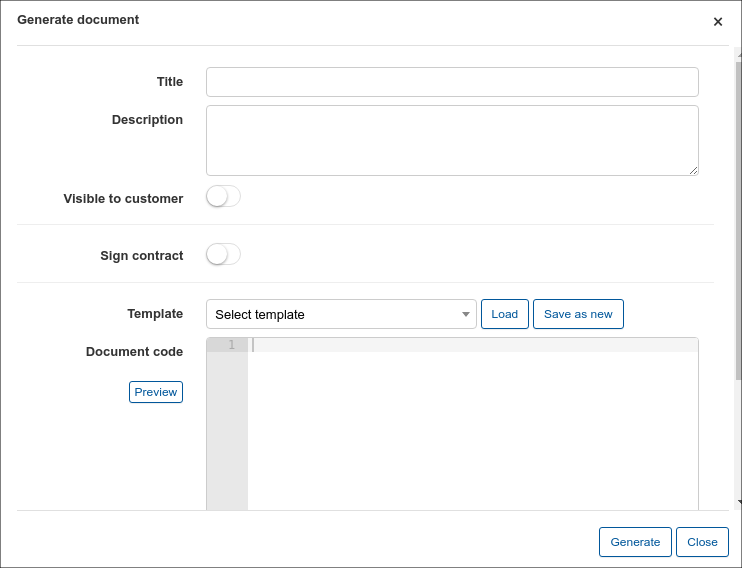 Generate document
×
Title
Description
Visible to customer
Sign contract
Template
Select template
Load
Save as new
Document code
1
Preview
Generate
Close